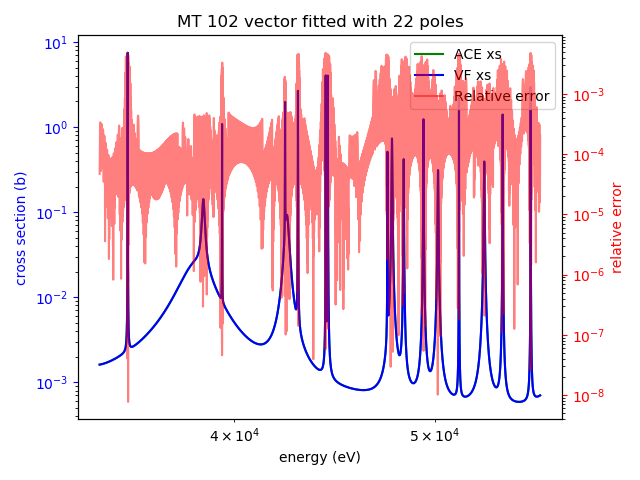 MT 102 vector fitted with 22 poles
ACE xs
VF xs
Relative error
10^1
10^0
10^-1
10^-2
10^-3
cross section (b)
10^-3
10^-4
10^-5
10^-6
10^-7
10^-8
relative error
4 × 10^4
5 × 10^4
energy (eV)